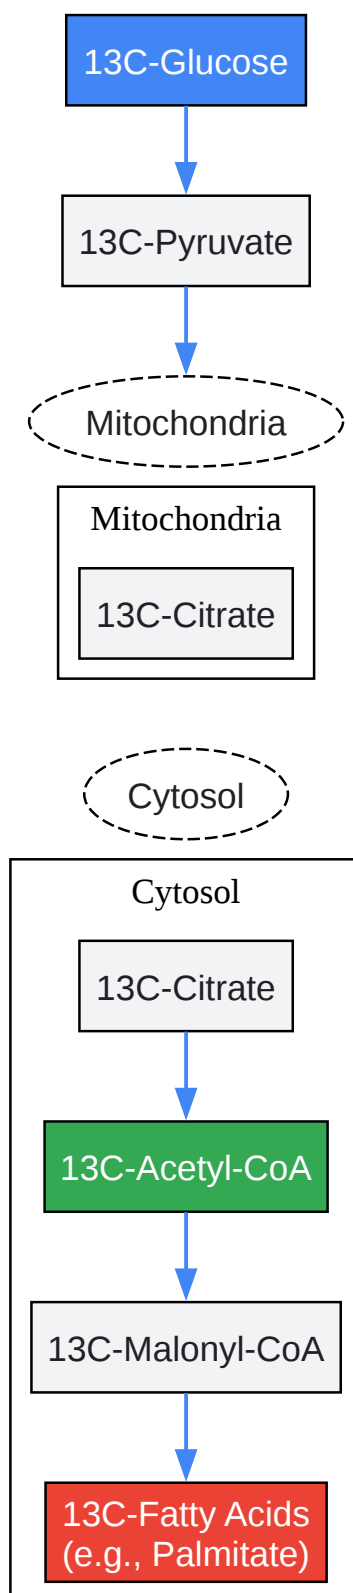 13C-Glucose
13C-Pyruvate
Mitochondria
Mitochondria
13C-Citrate
Cytosol
Cytosol
13C-Citrate
13C-Acetyl-CoA
13C-Malonyl-CoA
13C-Fatty Acids
(e.g., Palmitate)